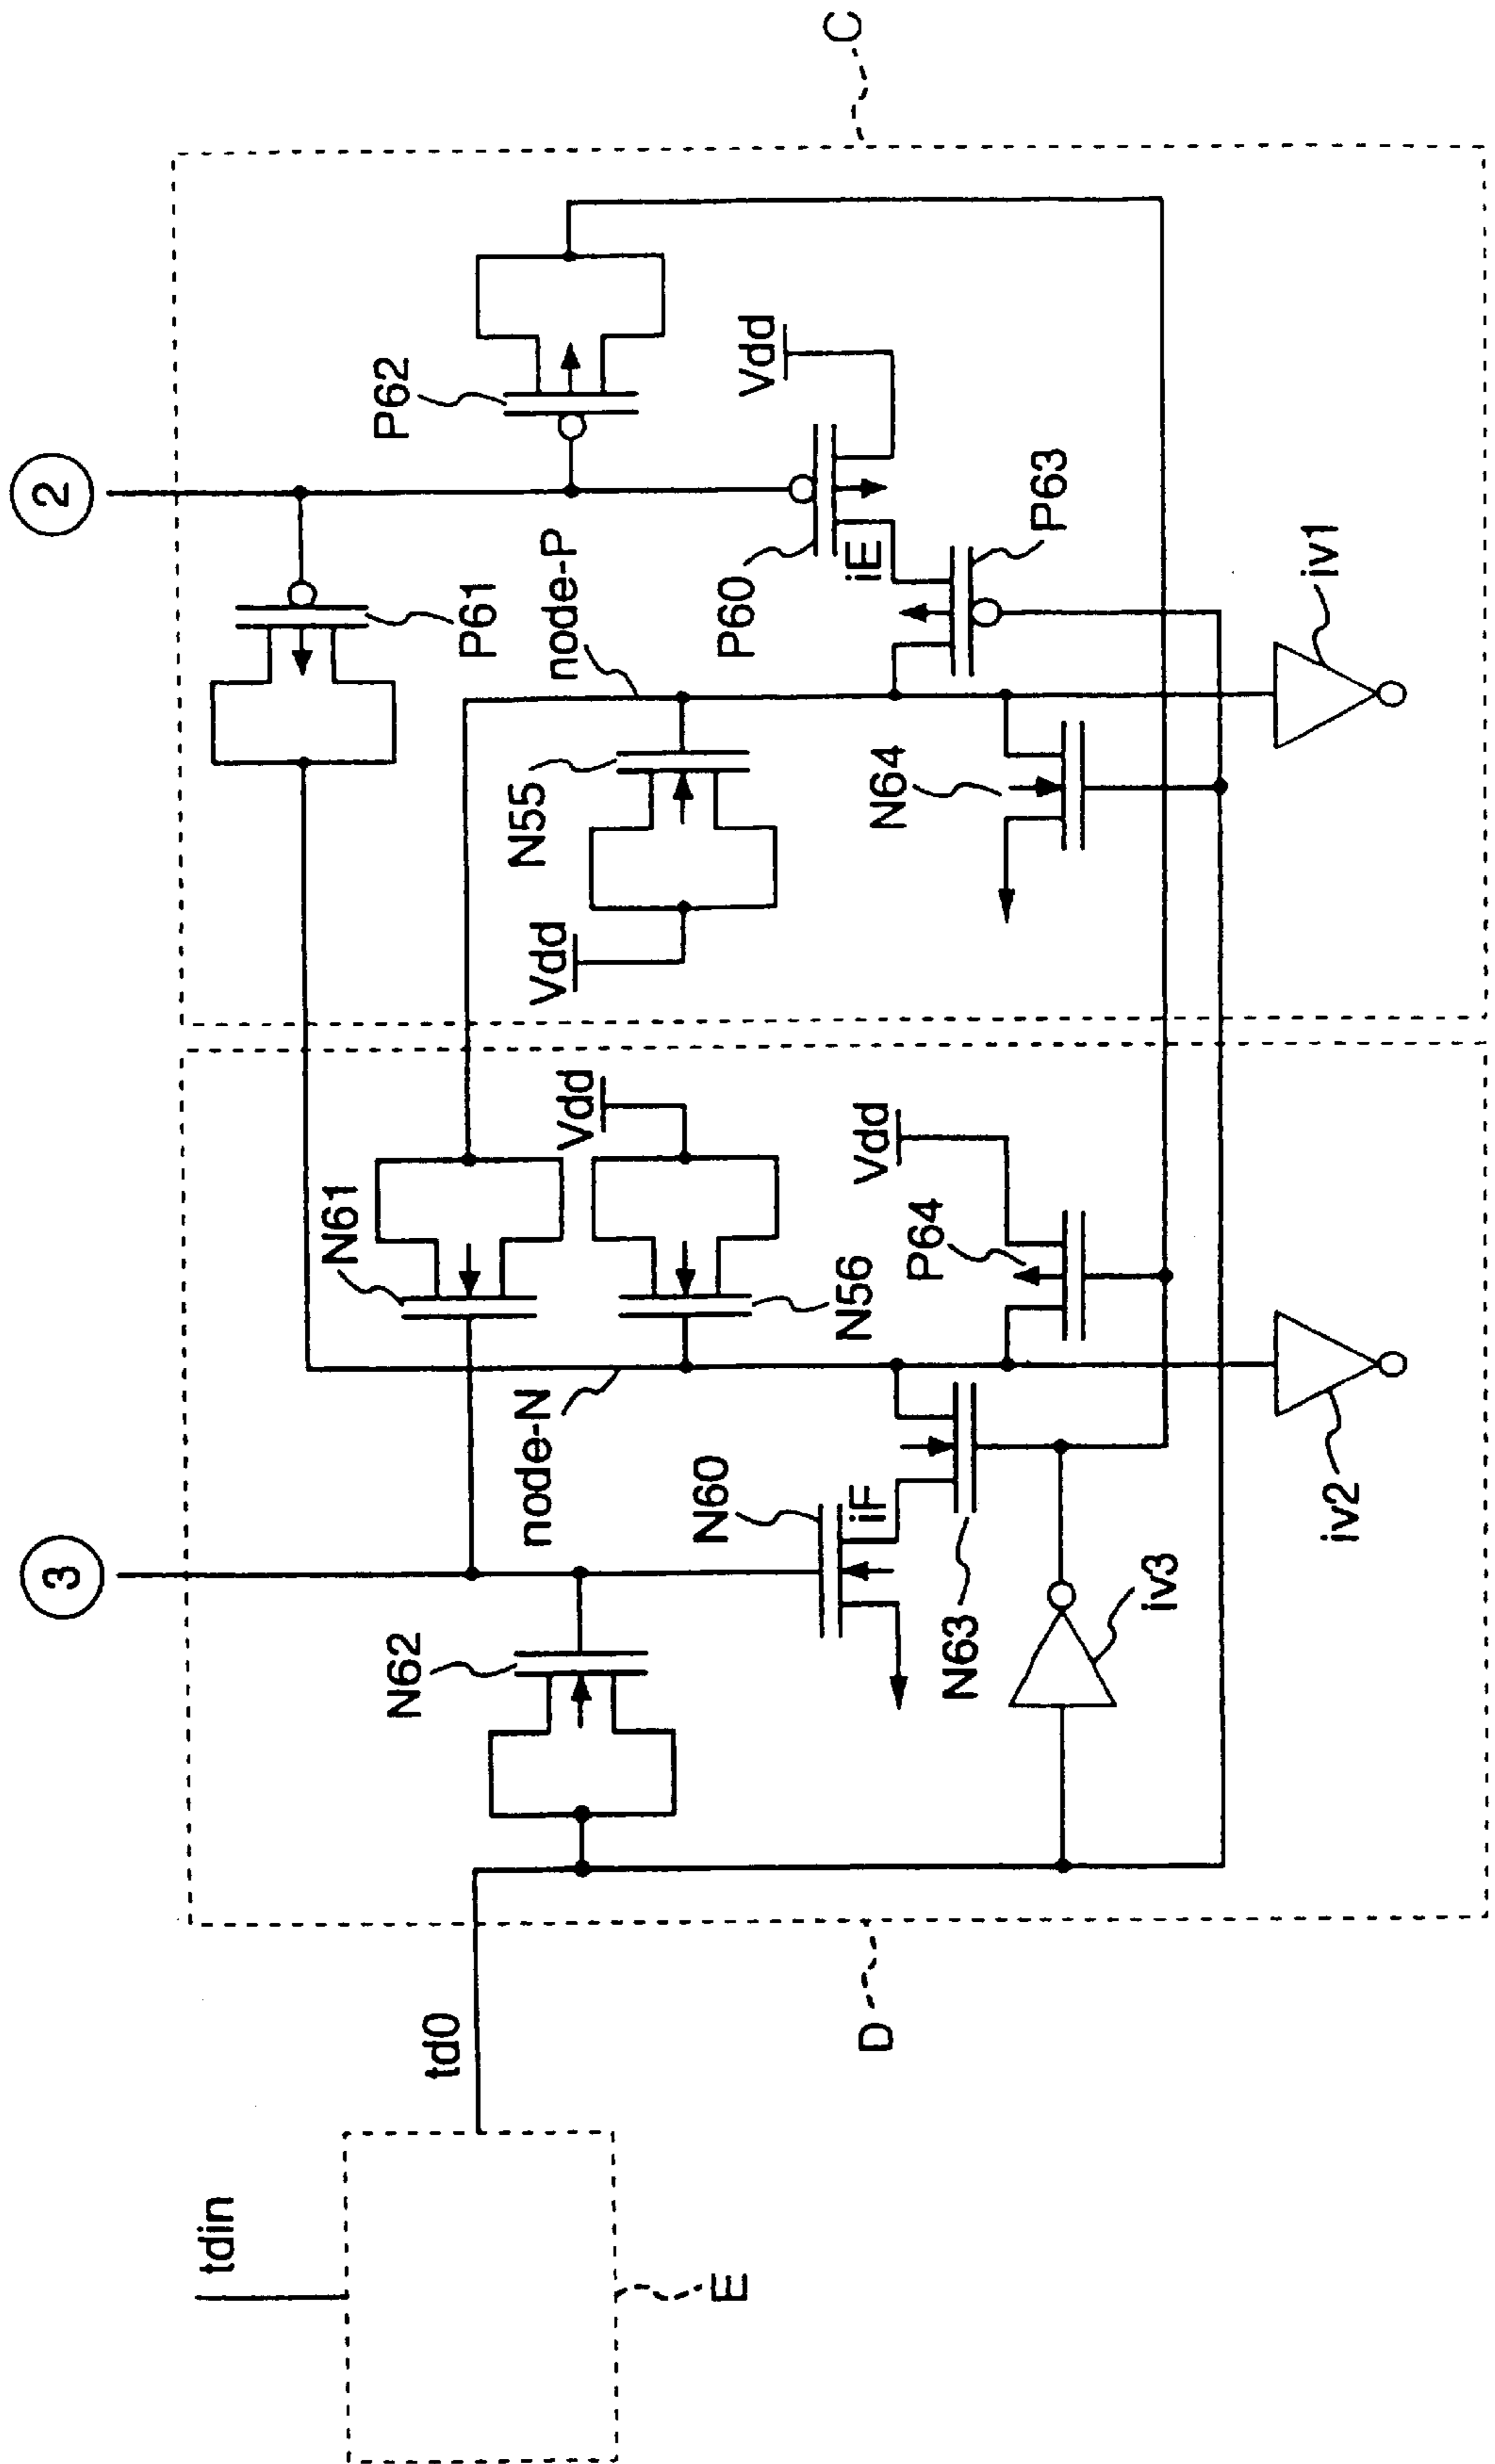 2
3
C
P62
P61
Vdd
node-P
P60
iE
P63
N55
Vdd
N64
iv1
N61
Vdd
N56
Vdd
P64
node-N
N60
iF
N63
iv2
N62
iv3
D
td0
tdin
E